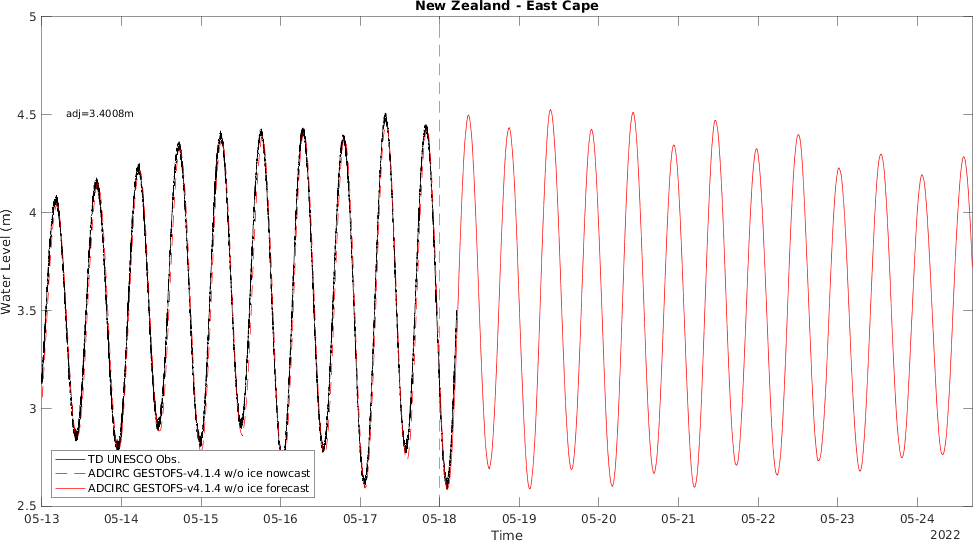 New Zealand - East Cape
5
4.5
4
3.5
3
2.5
Water Level (m)
adj=3.4008m
TD UNESCO Obs.
ADCIRC GESTOFS-v4.1.4 w/o ice nowcast
ADCIRC GESTOFS-v4.1.4 w/o ice forecast
05-13 05-14 05-15 05-16 05-17 05-18 05-19 05-20 05-21 05-22 05-23 05-24
Time
2022